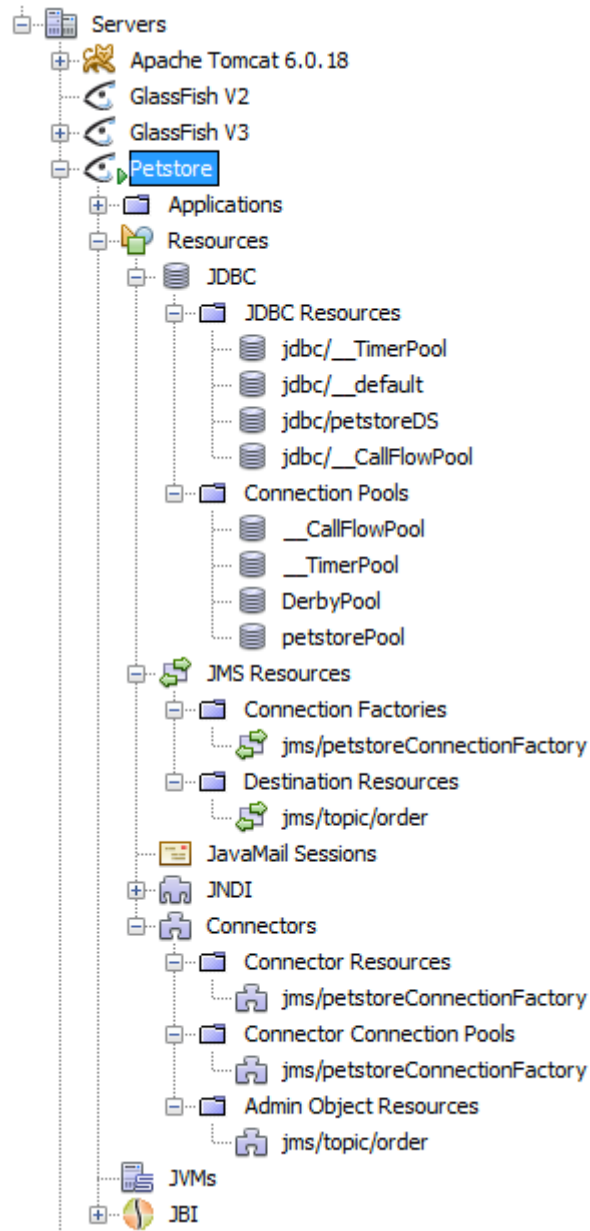 Servers
Apache Tomcat 6.0.18
GlassFish V2
GlassFish V3
Petstore
Applications
Resources
JDBC
JDBC Resources
jdbc/__TimerPool
jdbc/__default
jdbc/petstoreDS
jdbc/__CallFlowPool
Connection Pools
__CallFlowPool
__TimerPool
DerbyPool
petstorePool
JMS Resources
Connection Factories
jms/petstoreConnectionFactory
Destination Resources
jms/topic/order
JavaMail Sessions
JNDI
Connectors
Connector Resources
jms/petstoreConnectionFactory
Connector Connection Pools
jms/petstoreConnectionFactory
Admin Object Resources
jms/topic/order
JVMs
JBI